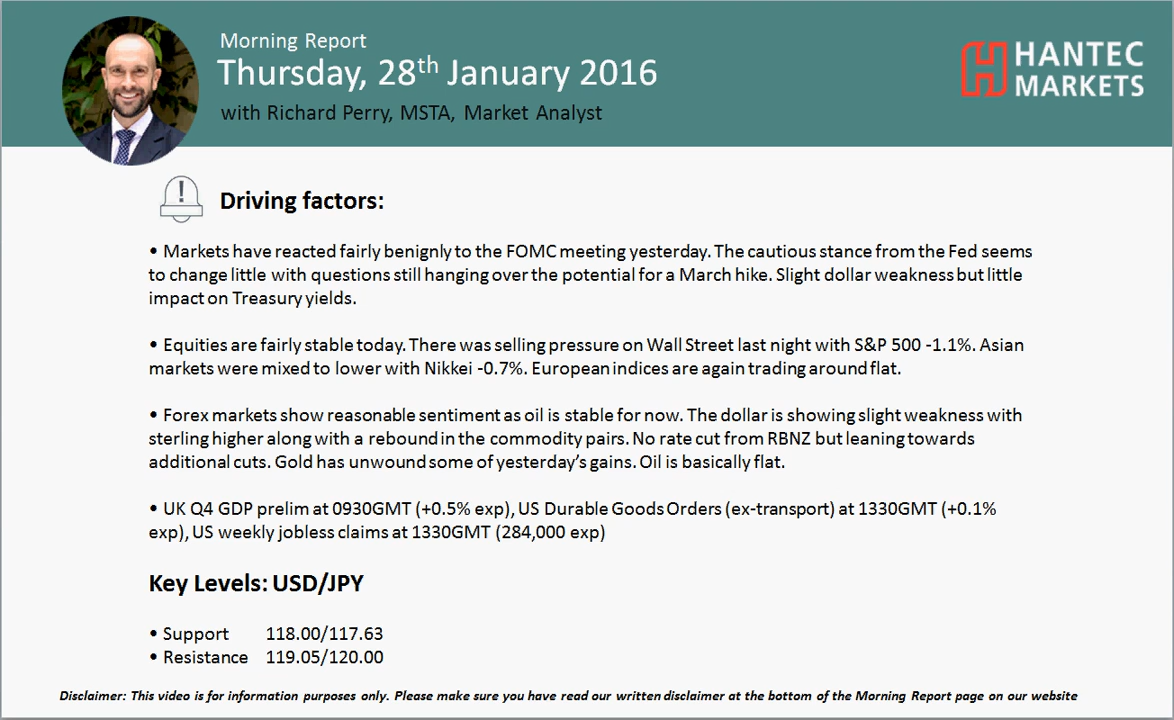 Morning Report
Thursday, 28th January 2016
with Richard Perry, MSTA, Market Analyst
HANTEC
MARKETS
!
Driving factors:
• Markets have reacted fairly benignly to the FOMC meeting yesterday. The cautious stance from the Fed seems
to change little with questions still hanging over the potential for a March hike. Slight dollar weakness but little
impact on Treasury yields.
• Equities are fairly stable today. There was selling pressure on Wall Street last night with S&P 500 -1.1%. Asian
markets were mixed to lower with Nikkei -0.7%. European indices are again trading around flat.
• Forex markets show reasonable sentiment as oil is stable for now. The dollar is showing slight weakness with
sterling higher along with a rebound in the commodity pairs. No rate cut from RBNZ but leaning towards
additional cuts. Gold has unwound some of yesterday's gains. Oil is basically flat.
• UK Q4 GDP prelim at 0930GMT (+0.5% exp), US Durable Goods Orders (ex-transport) at 1330GMT (+0.1%
exp), US weekly jobless claims at 1330GMT (284,000 exp)
Key Levels: USD/JPY
• Support 118.00/117.63
• Resistance 119.05/120.00
Disclaimer: This video is for information purposes only. Please make sure you have read our written disclaimer at the bottom of the Morning Report page on our website